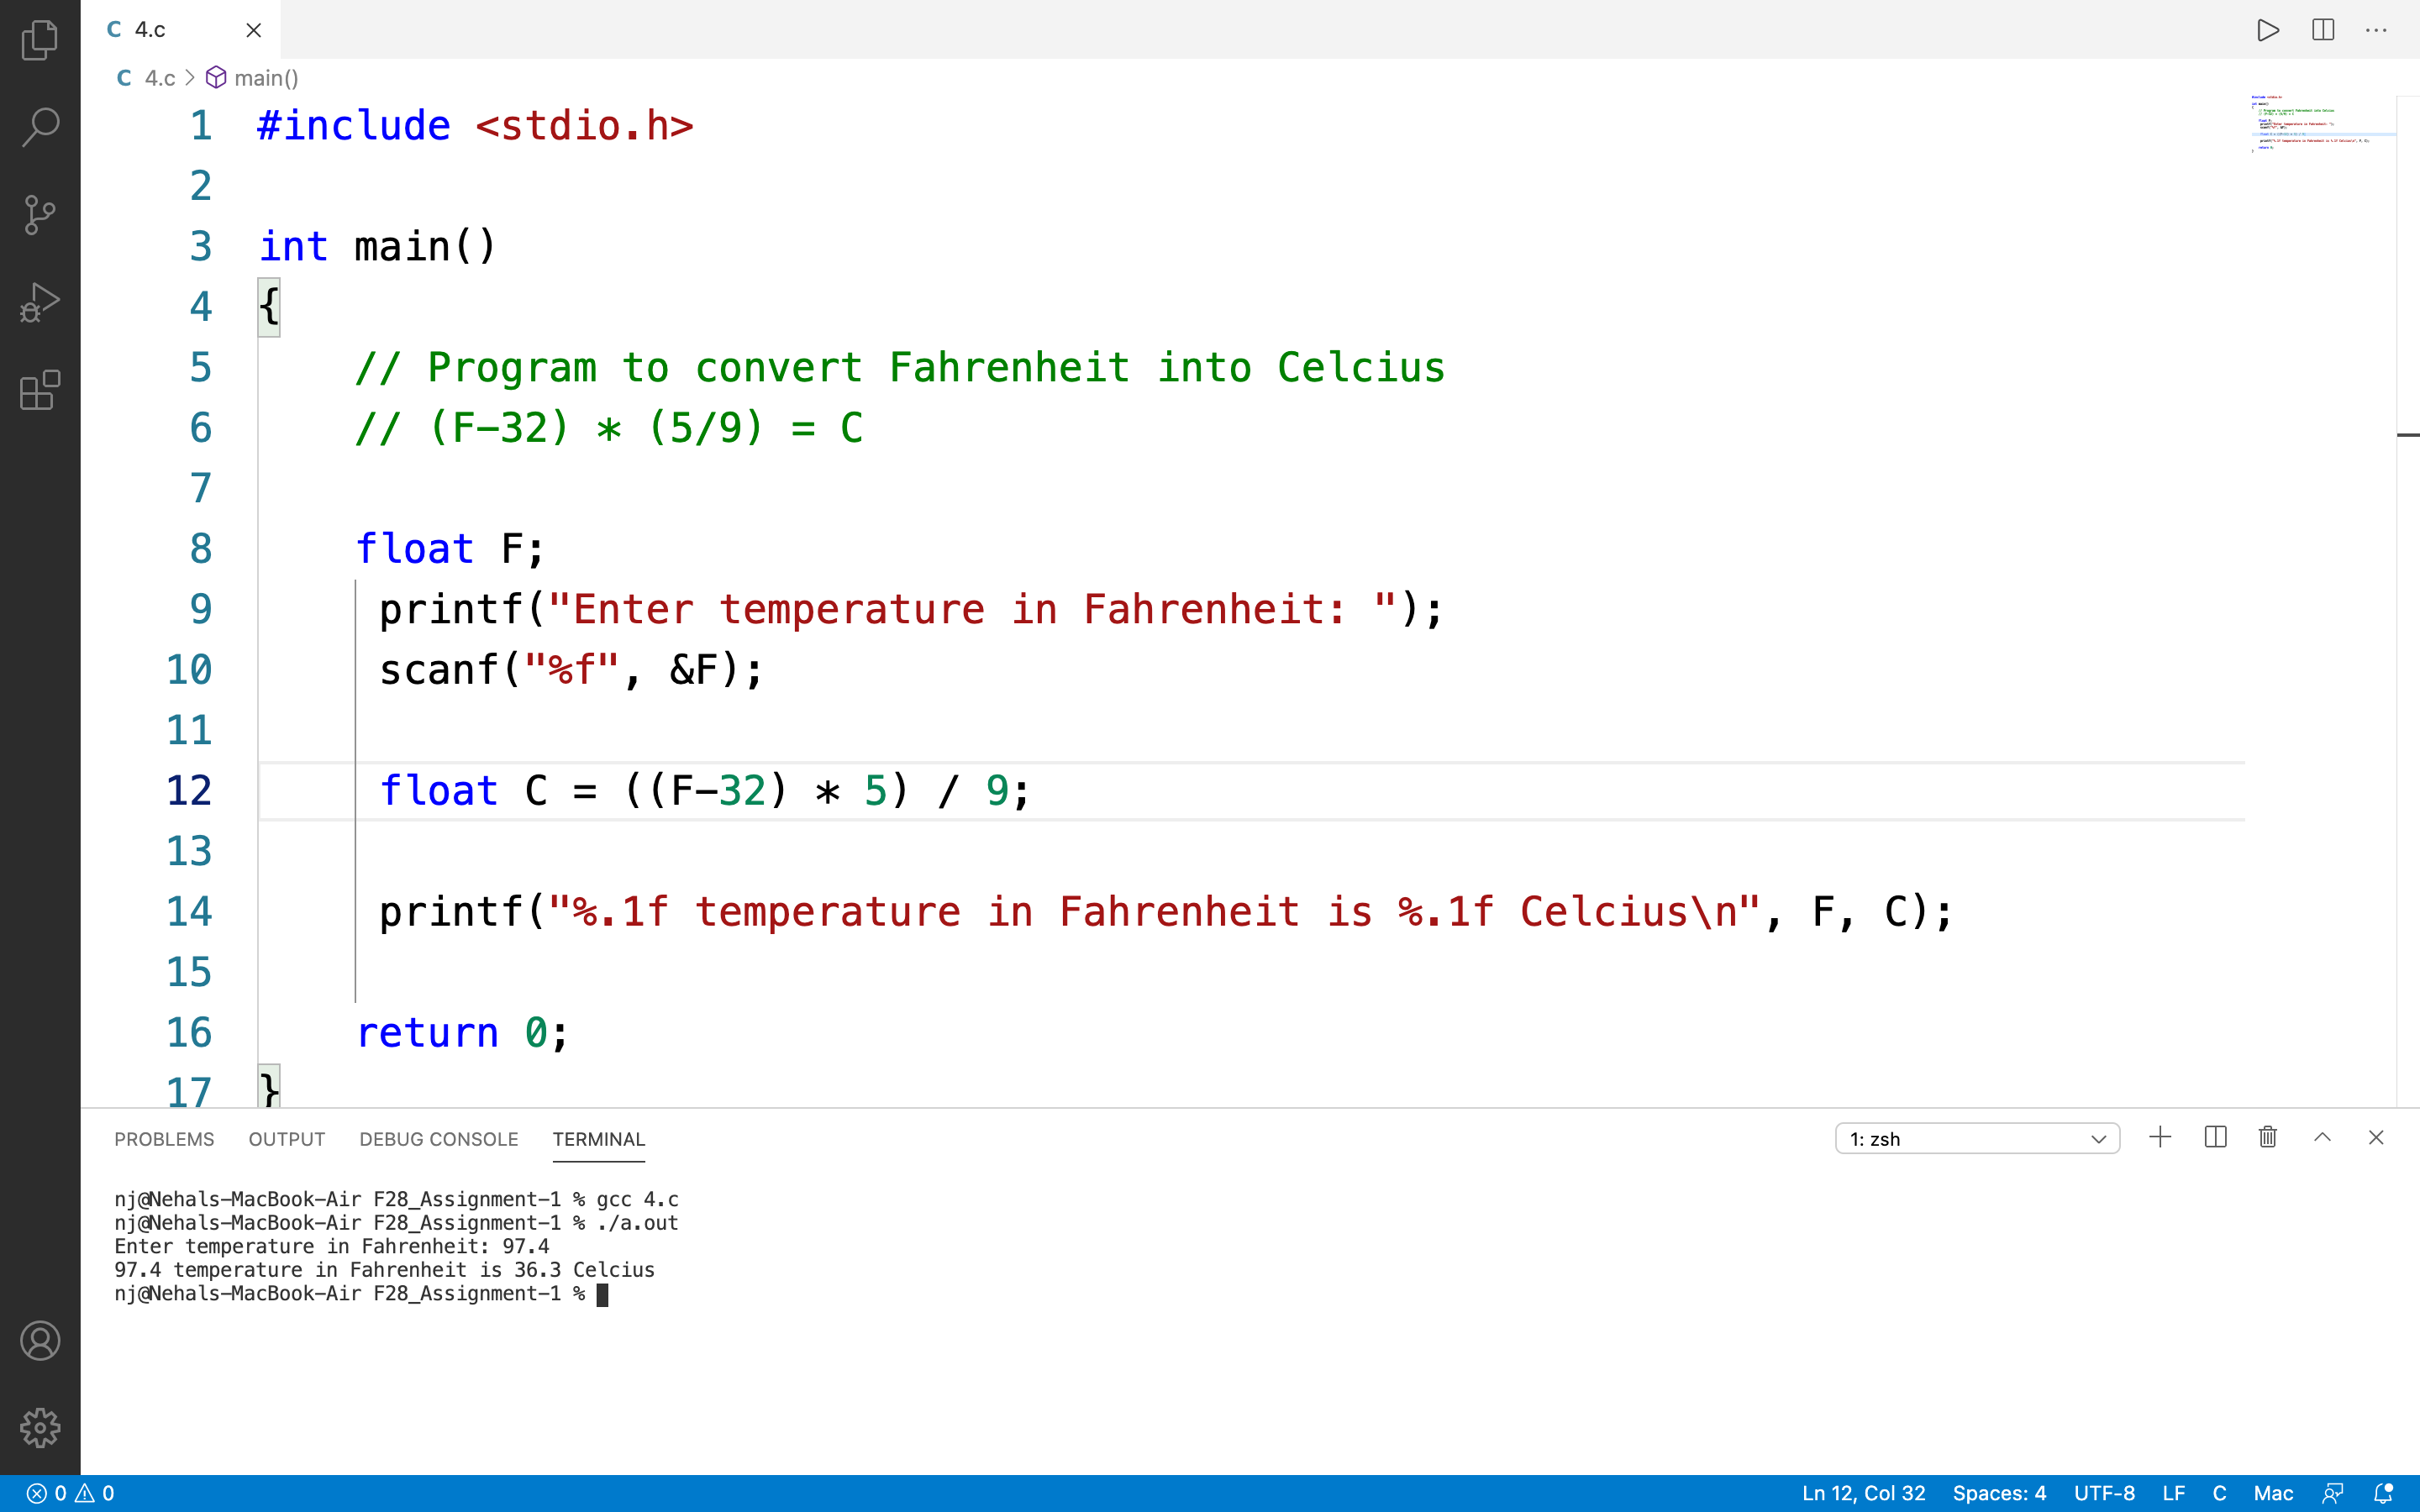 C 4.c
C 4.c > main()
1 #include <stdio.h>
2
3 int main()
4 {
5 // Program to convert Fahrenheit into Celcius
6 // (F-32) * (5/9) = C
7
8 float F;
9 printf("Enter temperature in Fahrenheit: ");
10 scanf("%f", &F);
11
12 float C = ((F-32) * 5) / 9;
13
14 printf("%.1f temperature in Fahrenheit is %.1f Celcius\n", F, C);
15
16 return 0;
17 }
PROBLEMS OUTPUT DEBUG CONSOLE TERMINAL 1: zsh
nj@Nehals-MacBook-Air F28_Assignment-1 % gcc 4.c
nj@Nehals-MacBook-Air F28_Assignment-1 % ./a.out
Enter temperature in Fahrenheit: 97.4
97.4 temperature in Fahrenheit is 36.3 Celcius
nj@Nehals-MacBook-Air F28_Assignment-1 %
0 0 Ln 12, Col 32 Spaces: 4 UTF-8 LF C Mac